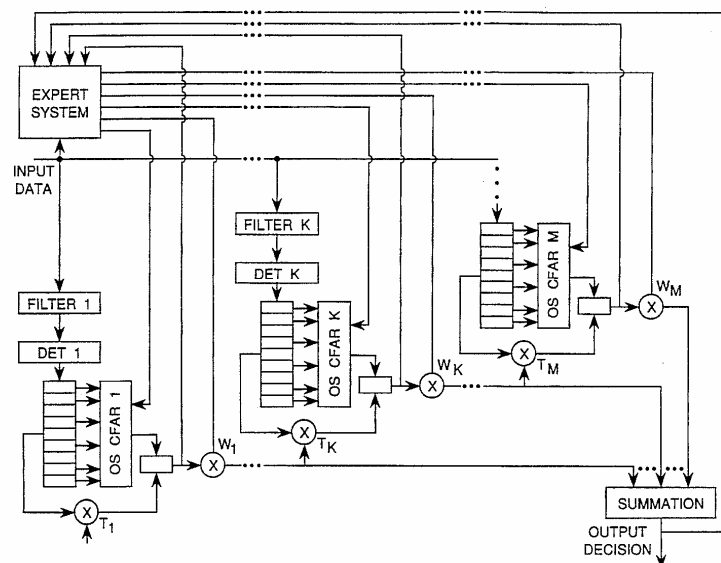 EXPERT
SYSTEM
INPUT
DATA
FILTER 1
DET 1
OS CFAR 1
T1
W1
FILTER K
DET K
OS CFAR K
TK
WK
OS CFAR M
TM
WM
SUMMATION
OUTPUT
DECISION